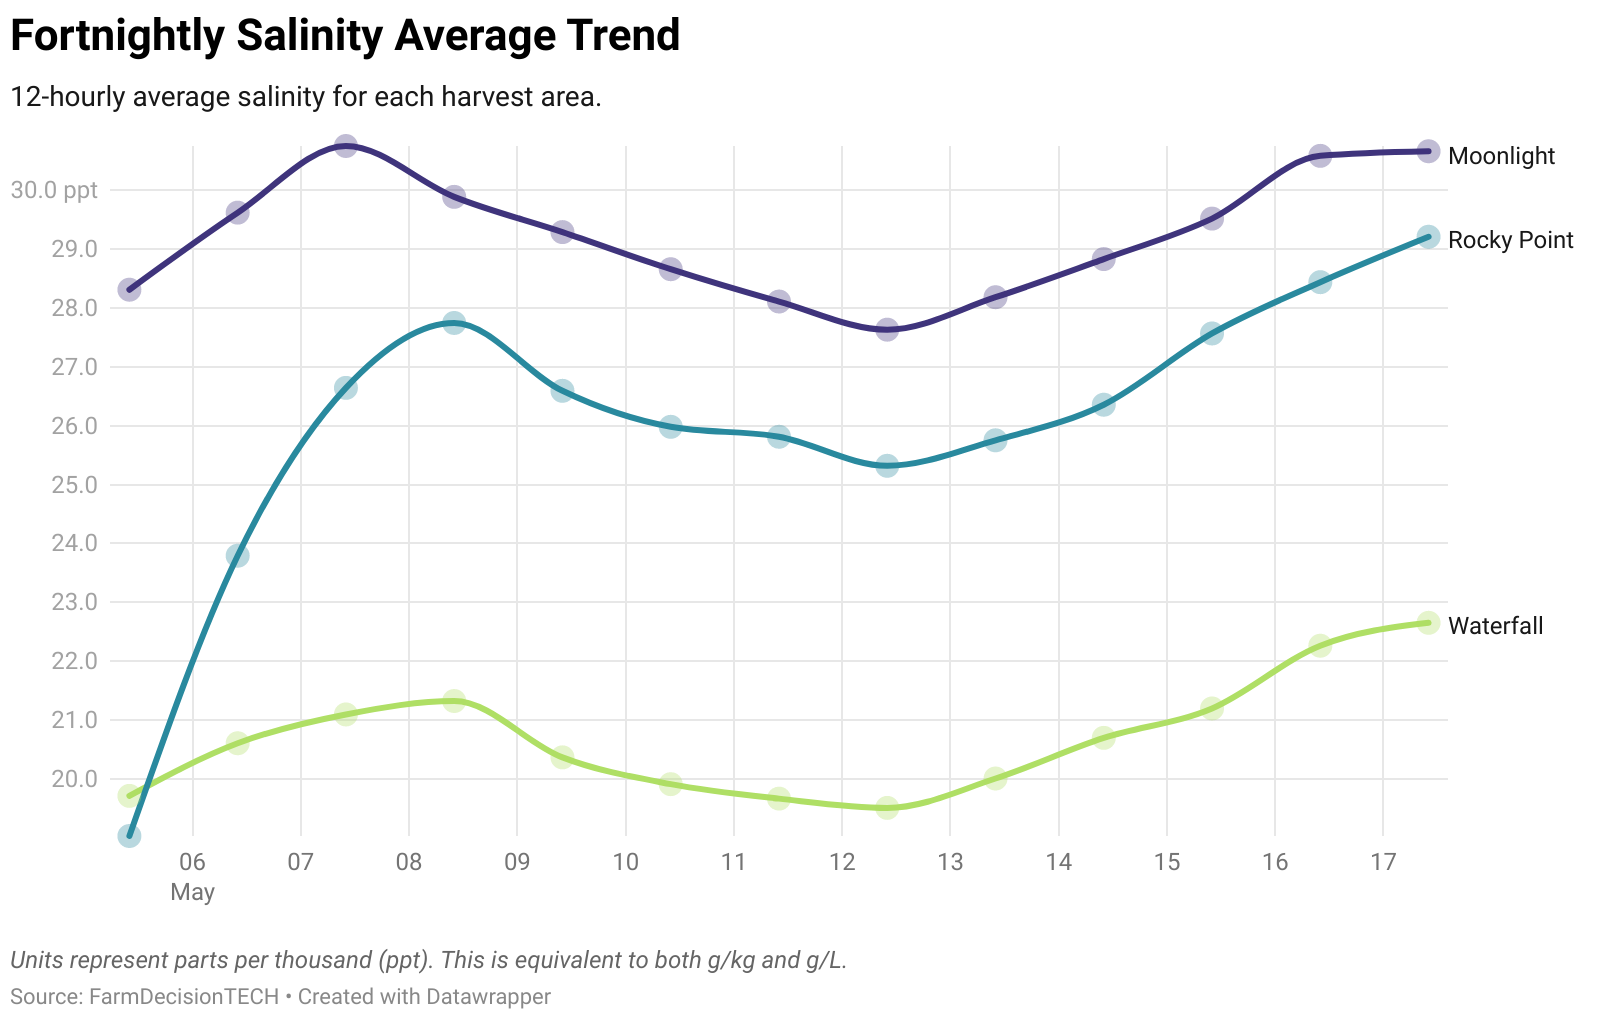 Fortnightly Salinity Average Trend
12-hourly average salinity for each harvest area.
Moonlight
30.0 ppt
Rocky Point
29.0
28.0
27.0
26.0
25.0
24.0
23.0
Waterfall
22.0
21.0
20.0
06 07 08 09 10 11 12 13 14 15 16 17
May
Units represent parts per thousand (ppt). This is equivalent to both g/kg and g/L.
Source: FarmDecisionTECH • Created with Datawrapper